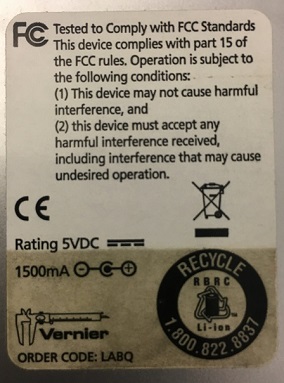 FC Tested to Comply with FCC Standards
This device complies with part 15 of
the FCC rules. Operation is subject to
the following conditions:
(1) This device may not cause harmful
interference, and
(2) this device must accept any
harmful interference received,
including interference that may cause
undesired operation.
CE
Rating 5VDC
1500mA
Vernier
ORDER CODE: LABQ
RECYCLE
RBRC
Li-ion
1.800.822.8837